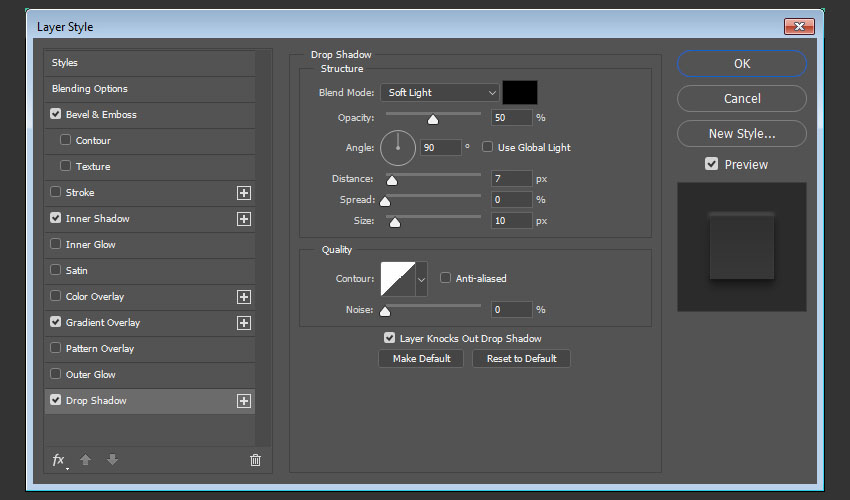 Layer Style
Styles
Blending Options
Bevel & Emboss
Contour
Texture
Stroke
Inner Shadow
Inner Glow
Satin
Color Overlay
Gradient Overlay
Pattern Overlay
Outer Glow
Drop Shadow
fx
Drop Shadow
Structure
Blend Mode: Soft Light
Opacity: 50 %
Angle: 90 ° Use Global Light
Distance: 7 px
Spread: 0 %
Size: 10 px
Quality
Contour: Anti-aliased
Noise: 0 %
Layer Knocks Out Drop Shadow
Make Default Reset to Default
OK
Cancel
New Style...
Preview